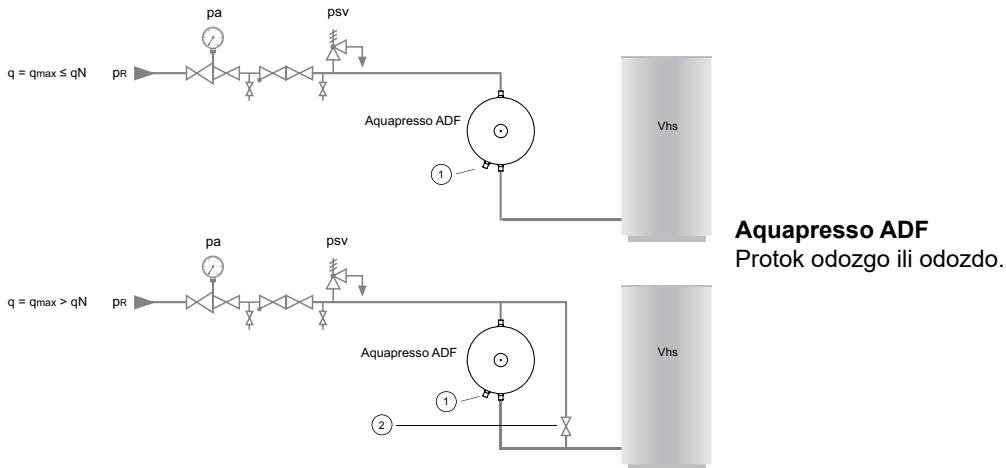 pa psv
q = qmax ≤ qN pR
Aquapresso ADF
Vhs
1
Aquapresso ADF
Protok odozgo ili odozdo.
pa psv
q = qmax > qN pR
Aquapresso ADF
Vhs
1
2